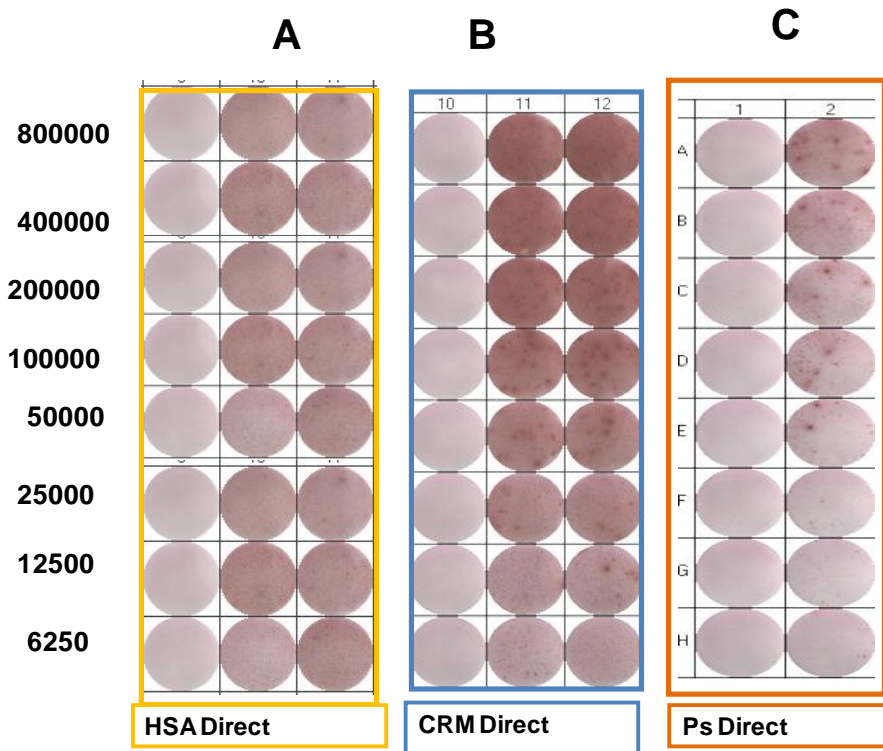 A B C
10 11 12
1 2
800000
400000
200000
100000
50000
25000
12500
6250
A
B
C
D
E
F
G
H
HSA Direct
CRM Direct
Ps Direct